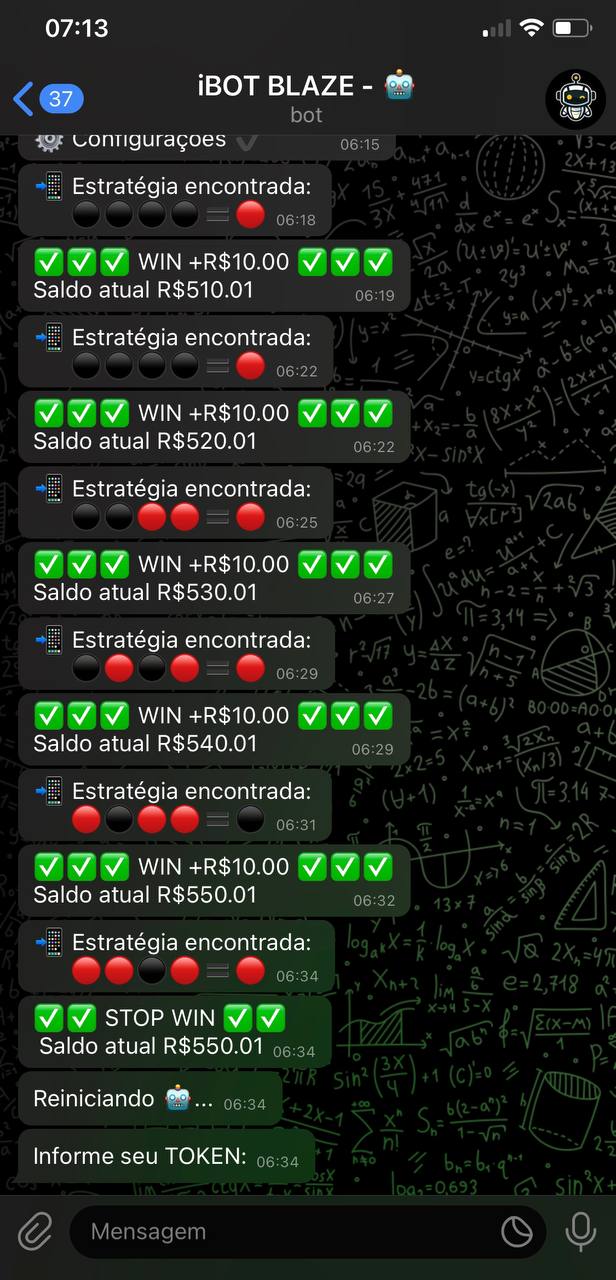 07:13
37
iBOT BLAZE - 🤖
bot
⚙️ Configurações ✔️ 06:15
📲 Estratégia encontrada:
⚫⚫⚫⚫ = 🔴 06:18
✅✅✅ WIN +R$10.00 ✅✅✅
Saldo atual R$510.01 06:19
📲 Estratégia encontrada:
⚫⚫⚫⚫ = 🔴 06:22
✅✅✅ WIN +R$10.00 ✅✅✅
Saldo atual R$520.01 06:22
📲 Estratégia encontrada:
⚫⚫🔴🔴 = 🔴 06:25
✅✅✅ WIN +R$10.00 ✅✅✅
Saldo atual R$530.01 06:27
📲 Estratégia encontrada:
⚫🔴⚫🔴 = 🔴 06:29
✅✅✅ WIN +R$10.00 ✅✅✅
Saldo atual R$540.01 06:29
📲 Estratégia encontrada:
🔴⚫🔴🔴 = ⚫ 06:31
✅✅✅ WIN +R$10.00 ✅✅✅
Saldo atual R$550.01 06:32
📲 Estratégia encontrada:
🔴🔴⚫🔴 = 🔴 06:34
✅✅ STOP WIN ✅✅
Saldo atual R$550.01 06:34
Reiniciando 🤖... 06:34
Informe seu TOKEN: 06:34
Mensagem